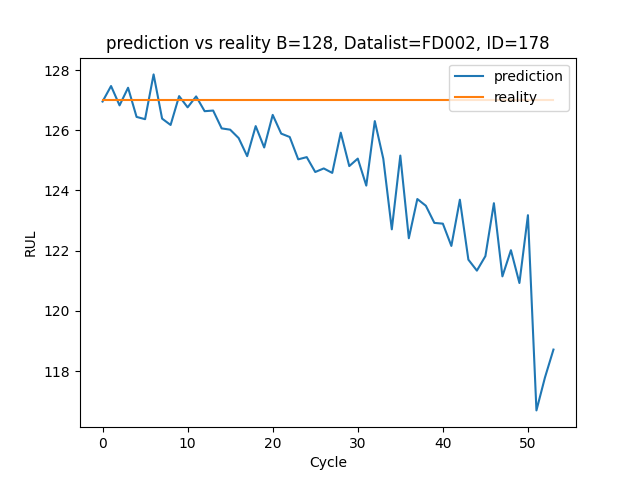 prediction vs reality B=128, Datalist=FD002, ID=178
128
126
124
122
120
118
RUL
prediction
reality
0 10 20 30 40 50
Cycle